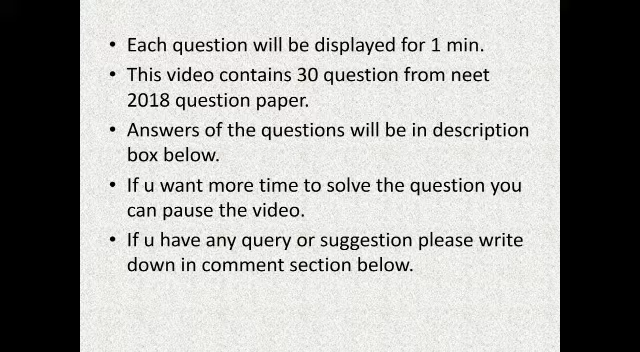 • Each question will be displayed for 1 min.
• This video contains 30 question from neet
2018 question paper.
• Answers of the questions will be in description
box below.
• If u want more time to solve the question you
can pause the video.
• If u have any query or suggestion please write
down in comment section below.